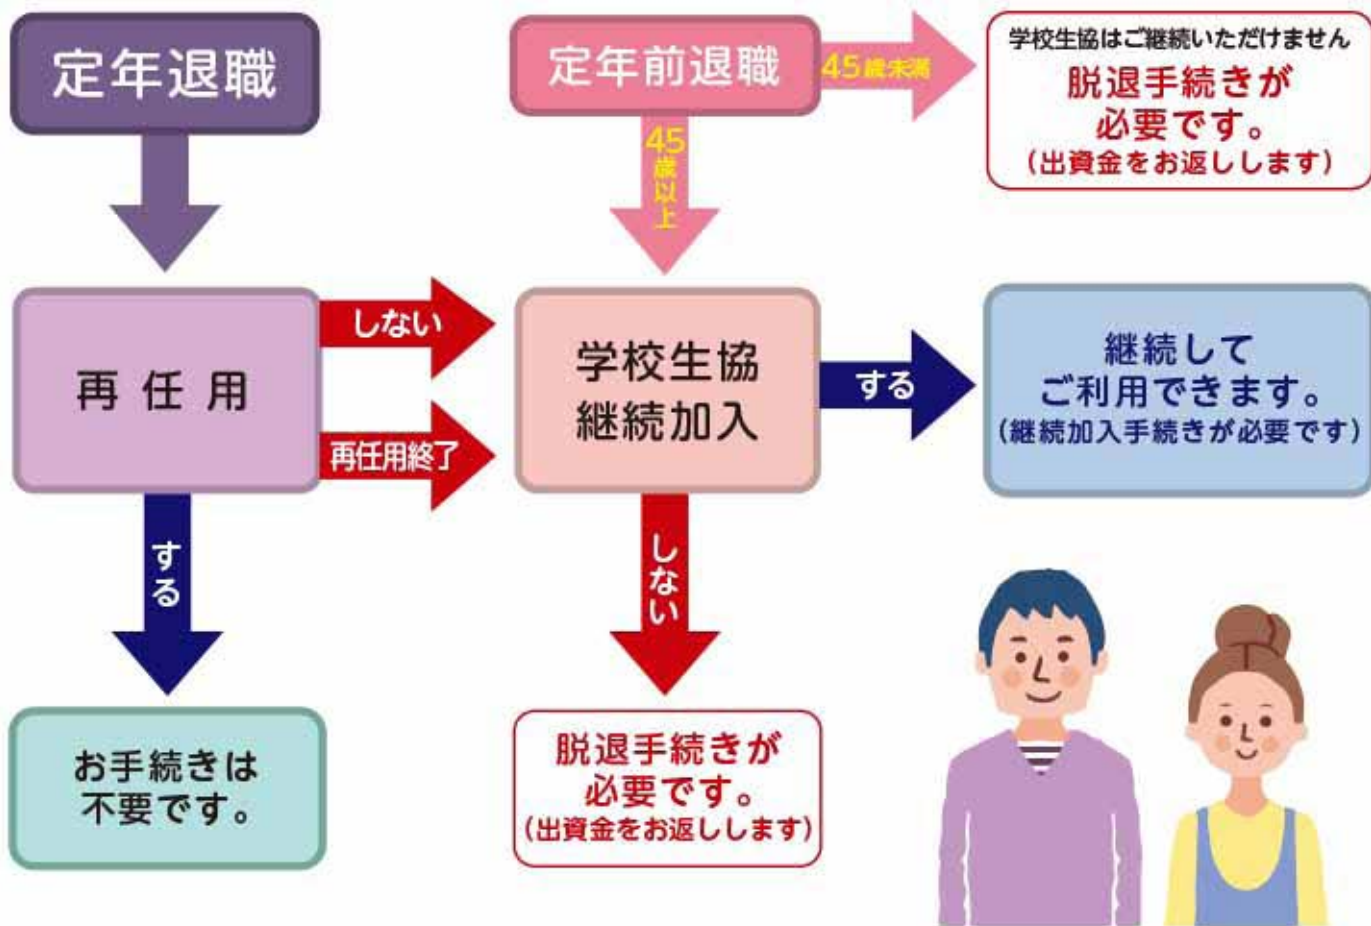 定年退職
定年前退職
45歳未満
学校生協はご継続いただけません
脱退手続きが
必要です。
(出資金をお返しします)
45歳以上
再任用
しない
再任用終了
学校生協
継続加入
する
継続して
ご利用できます。
(継続加入手続きが必要です)
する
しない
お手続きは
不要です。
脱退手続きが
必要です。
(出資金をお返しします)